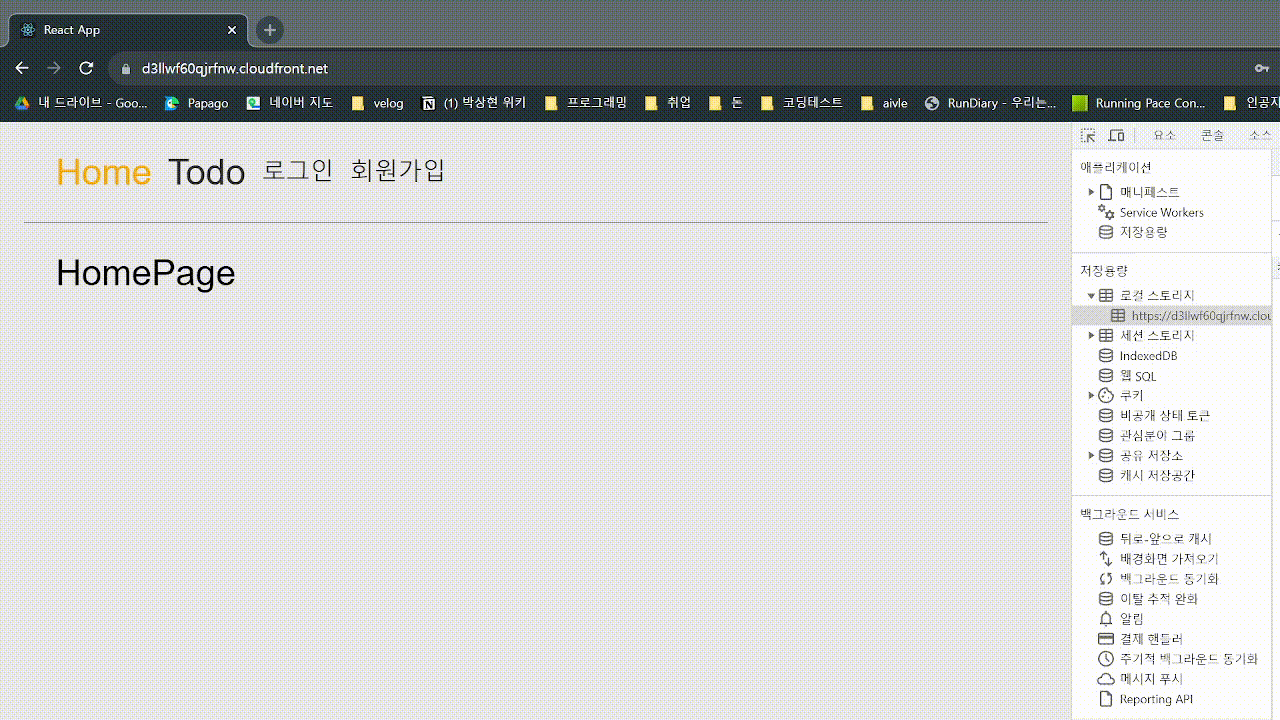 React App
d3llwf60qjrfnw.cloudfront.net
내 드라이브 - Goo... Papago 네이버 지도 velog (1) 박상현 위키 프로그래밍 취업 돈 코딩테스트 aivle RunDiary - 우리는... Running Pace Con... 인공지
Home Todo 로그인 회원가입
HomePage
요소 콘솔 소스
애플리케이션
매니페스트
Service Workers
저장용량
저장용량
로컬 스토리지
https://d3llwf60qjrfnw.clou
세션 스토리지
IndexedDB
웹 SQL
쿠키
비공개 상태 토큰
관심분야 그룹
공유 저장소
캐시 저장공간
백그라운드 서비스
뒤로-앞으로 캐시
배경화면 가져오기
백그라운드 동기화
이탈 추적 완화
알림
결제 핸들러
주기적 백그라운드 동기화
메시지 푸시
Reporting API